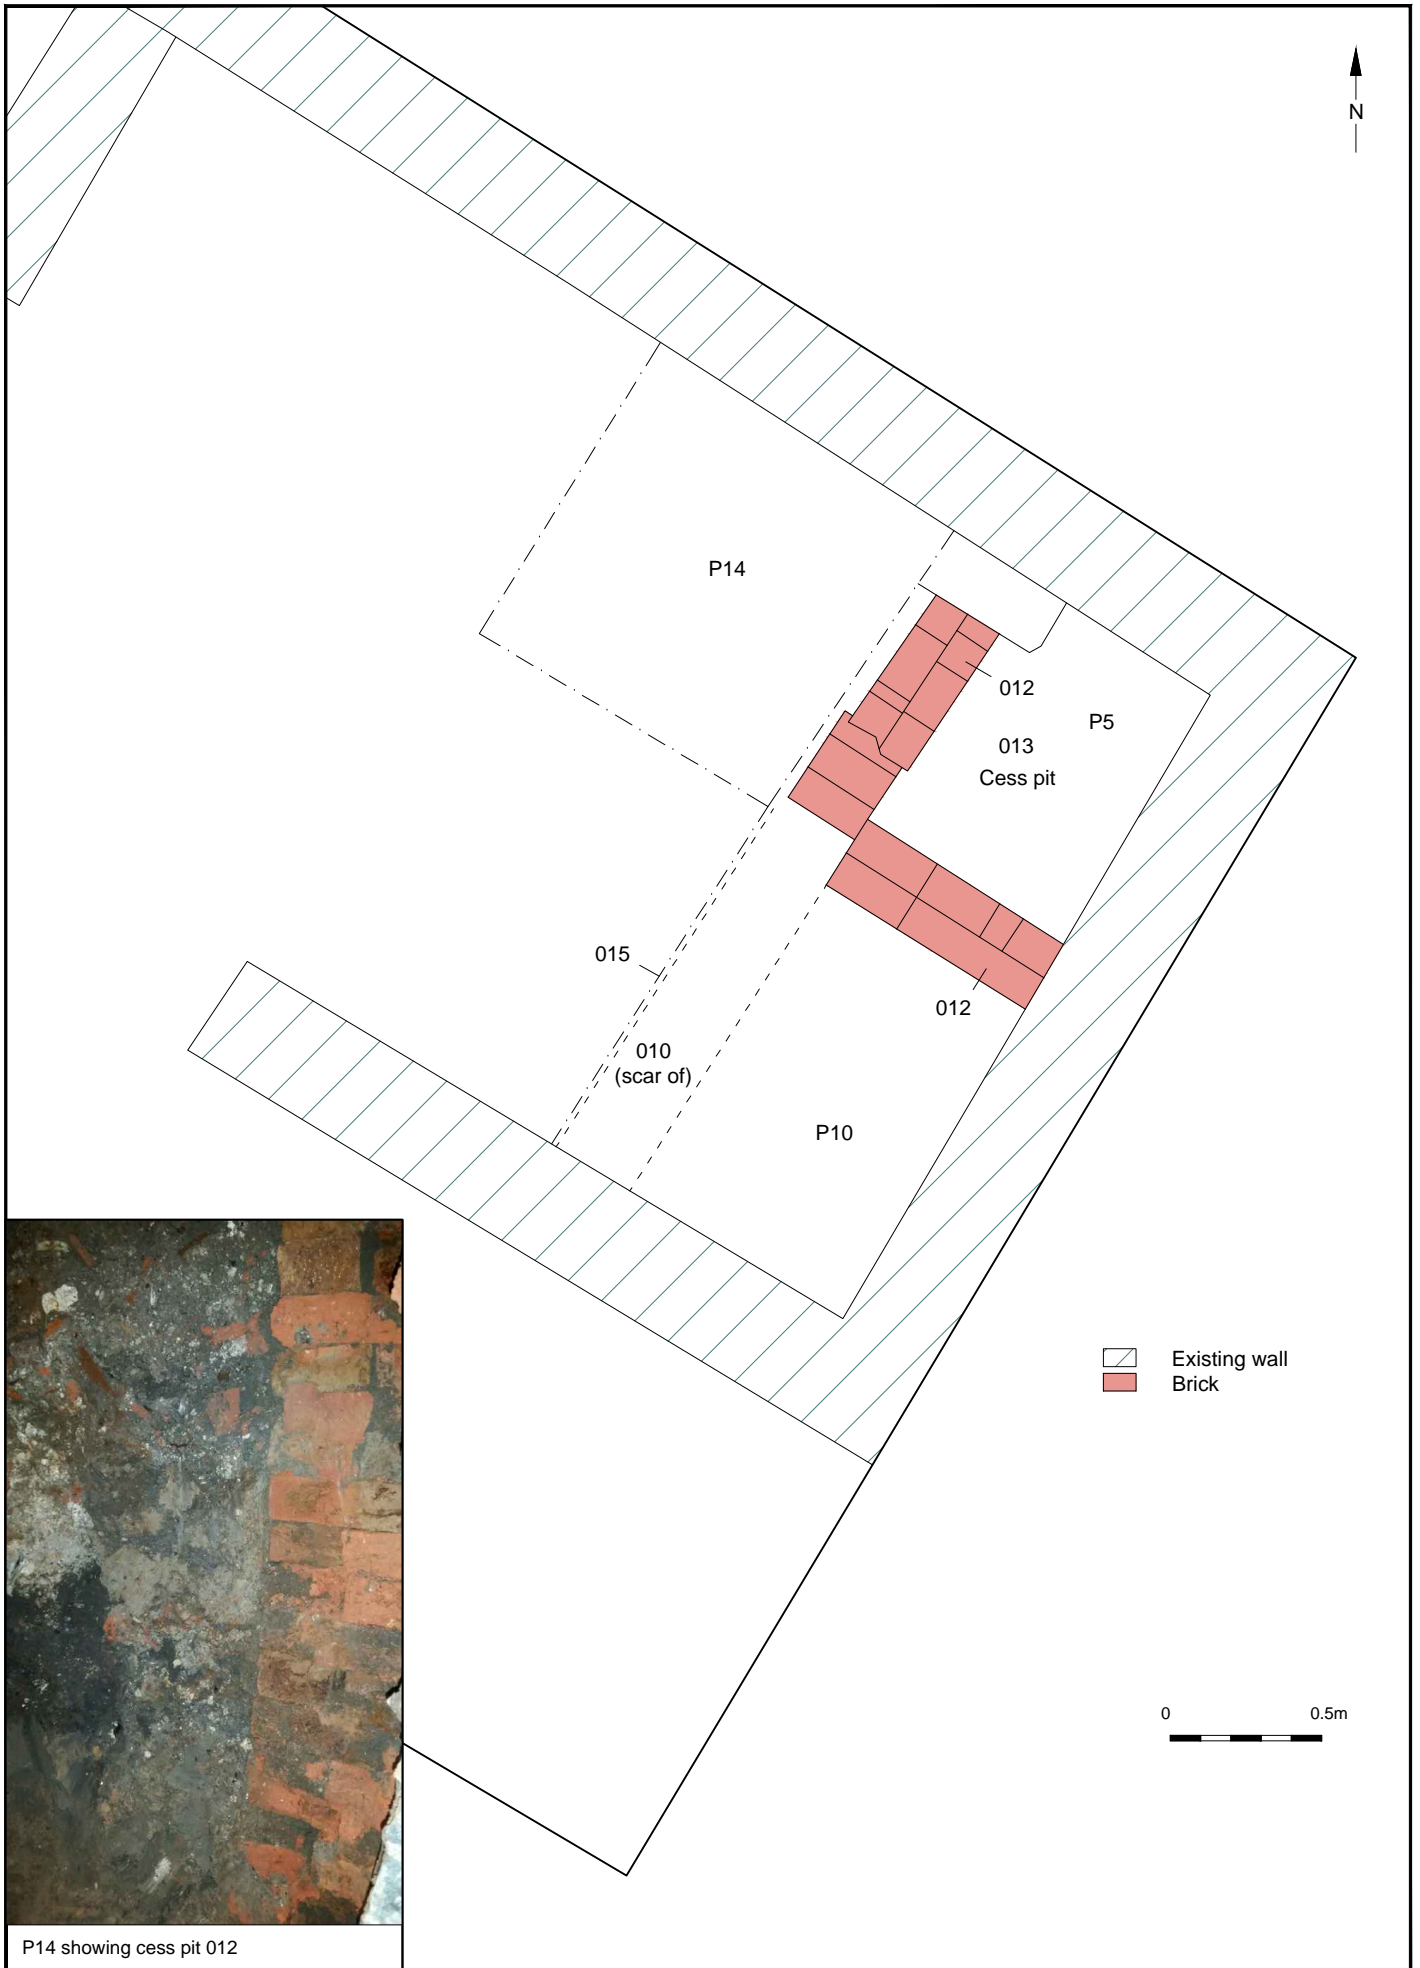 N
P14
012
P5
013
Cess pit
015
012
010
(scar of)
P10
Existing wall
Brick
0 0.5m
P14 showing cess pit 012